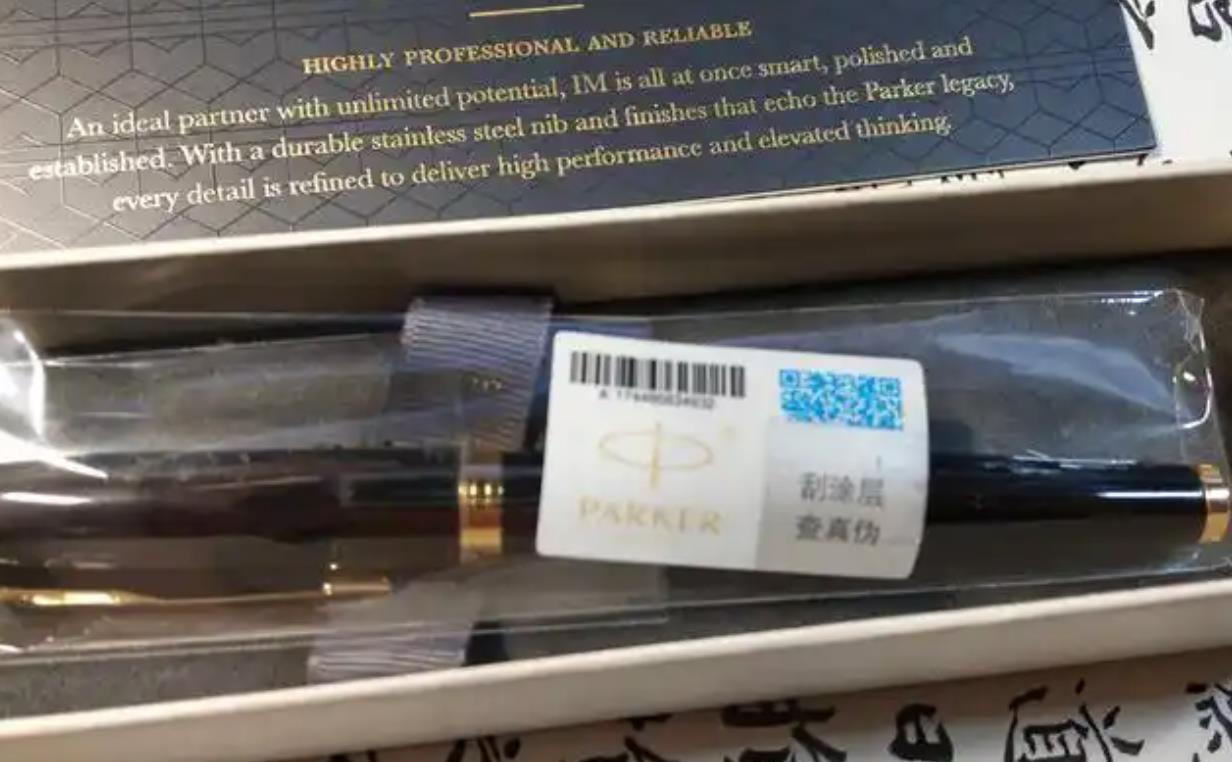 HIGHLY PROFESSIONAL AND RELIABLE
An ideal partner with unlimited potential, IM is all at once smart, polished and
established. With a durable stainless steel nib and finishes that echo the Parker legacy,
every detail is refined to deliver high performance and elevated thinking.
PARKER
刮涂层
查真伪
日